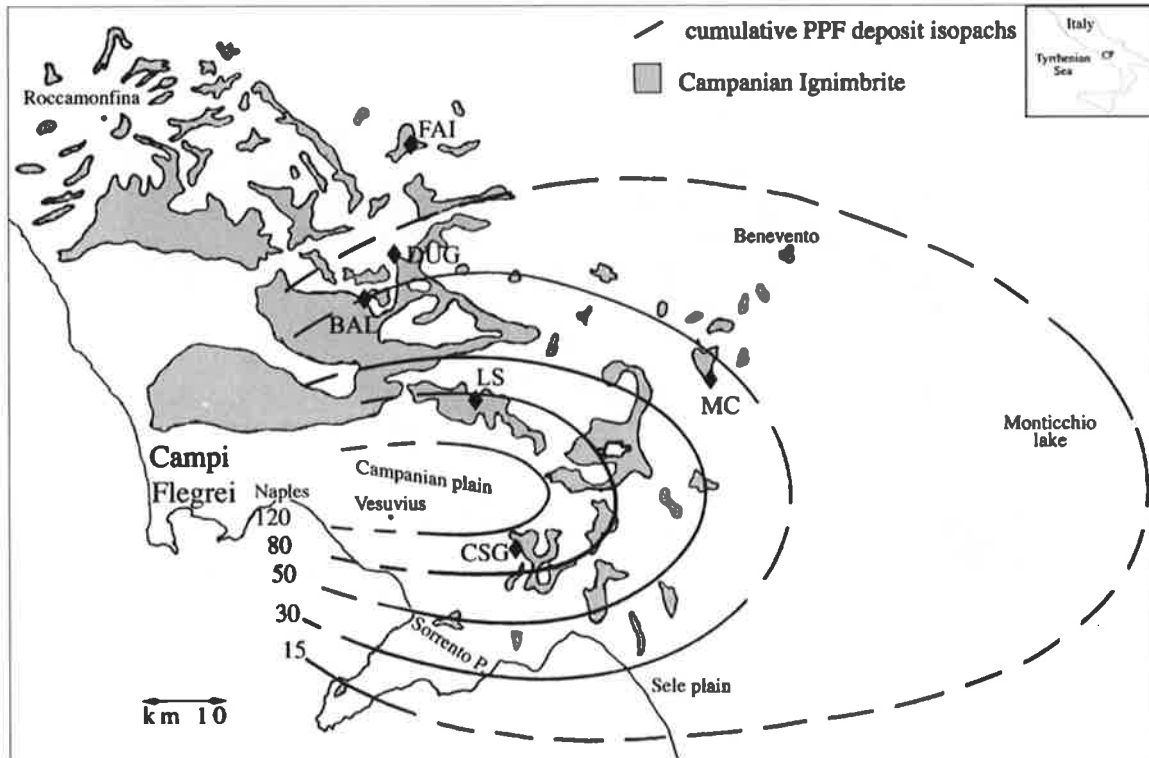 cumulative PPF deposit isopachs
Campanian Ignimbrite
Italy
Tyrrhenian
Sea
CP
Roccamonfina
FAI
Benevento
DUG
BAL
LS
MC
Monticchio
lake
Campi
Flegrei
Naples
Campanian plain
Vesuvius
120
80
CSG
50
30
15
Sorrento P.
Sele plain
km 10